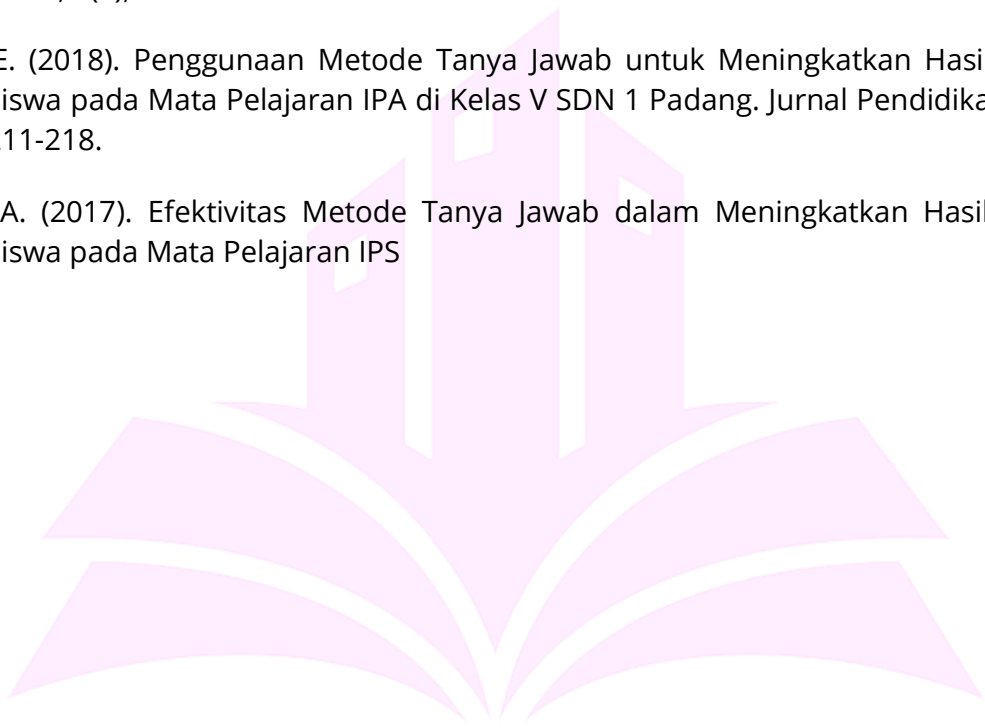 E. (2018). Penggunaan Metode Tanya Jawab untuk Meningkatkan Hasi
iswa pada Mata Pelajaran IPA di Kelas V SDN 1 Padang. Jurnal Pendidika
11-218.
A. (2017). Efektivitas Metode Tanya Jawab dalam Meningkatkan Hasil
iswa pada Mata Pelajaran IPS